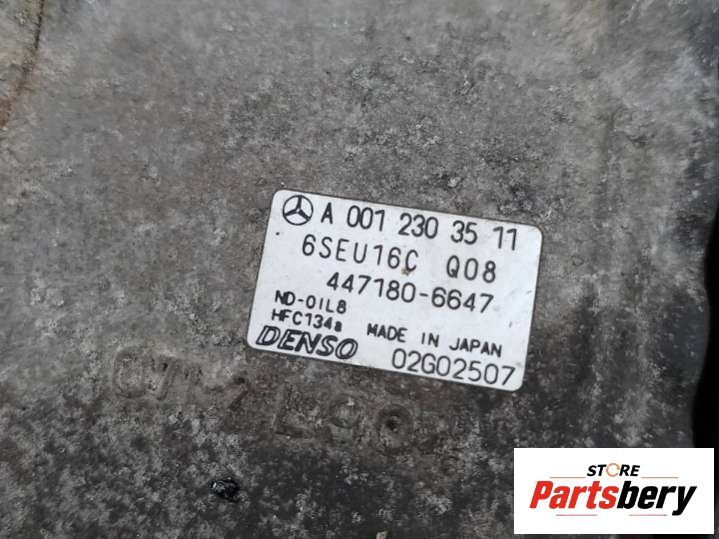 A 001 230 35 11
6SEU16C Q08
447180-6647
ND-OIL8
HFC134a
MADE IN JAPAN
DENSO
02G02507
STORE
Partsbery